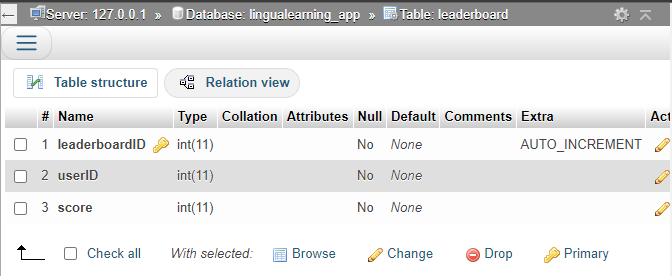 Server: 127.0.0.1 » Database: lingualearning_app » Table: leaderboard
Table structure Relation view
# Name Type Collation Attributes Null Default Comments Extra
1 leaderboardID int(11) No None AUTO_INCREMENT
2 userID int(11) No None
3 score int(11) No None
Check all With selected: Browse Change Drop Primary